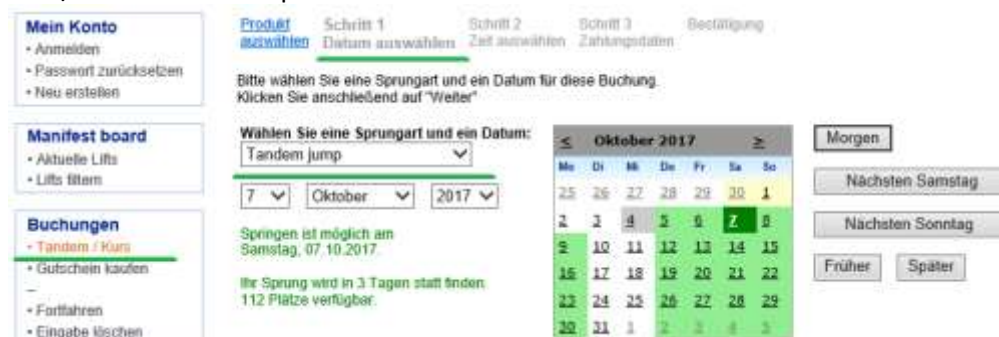 Mein Konto
• Anmelden
• Passwort zurücksetzen
• Neu erstellen
Manifest board
• Aktuelle Lifts
• Lifts filtern
Buchungen
• Tandem / Kurs
• Gutschein kaufen
–
• Fortfahren
• Eingabe löschen
Produkt auswählen
Schritt 1 Datum auswählen
Schritt 2 Zeit auswählen
Schritt 3 Zahlungsdaten
Bestätigung
Bitte wählen Sie eine Sprungart und ein Datum für diese Buchung.
Klicken Sie anschließend auf "Weiter"
Wählen Sie eine Sprungart und ein Datum:
Tandem jump
7 Oktober 2017
Springen ist möglich am
Samstag, 07.10.2017.
Ihr Sprung wird in 3 Tagen statt finden.
112 Plätze verfügbar.
< Oktober 2017 >
Mo Di Mi Do Fr Sa So
25 26 27 28 29 30 1
2 3 4 5 6 7 8
9 10 11 12 13 14 15
16 17 18 19 20 21 22
23 24 25 26 27 28 29
30 31 1 2 3 4 5
Morgen
Nächsten Samstag
Nächsten Sonntag
Früher Später